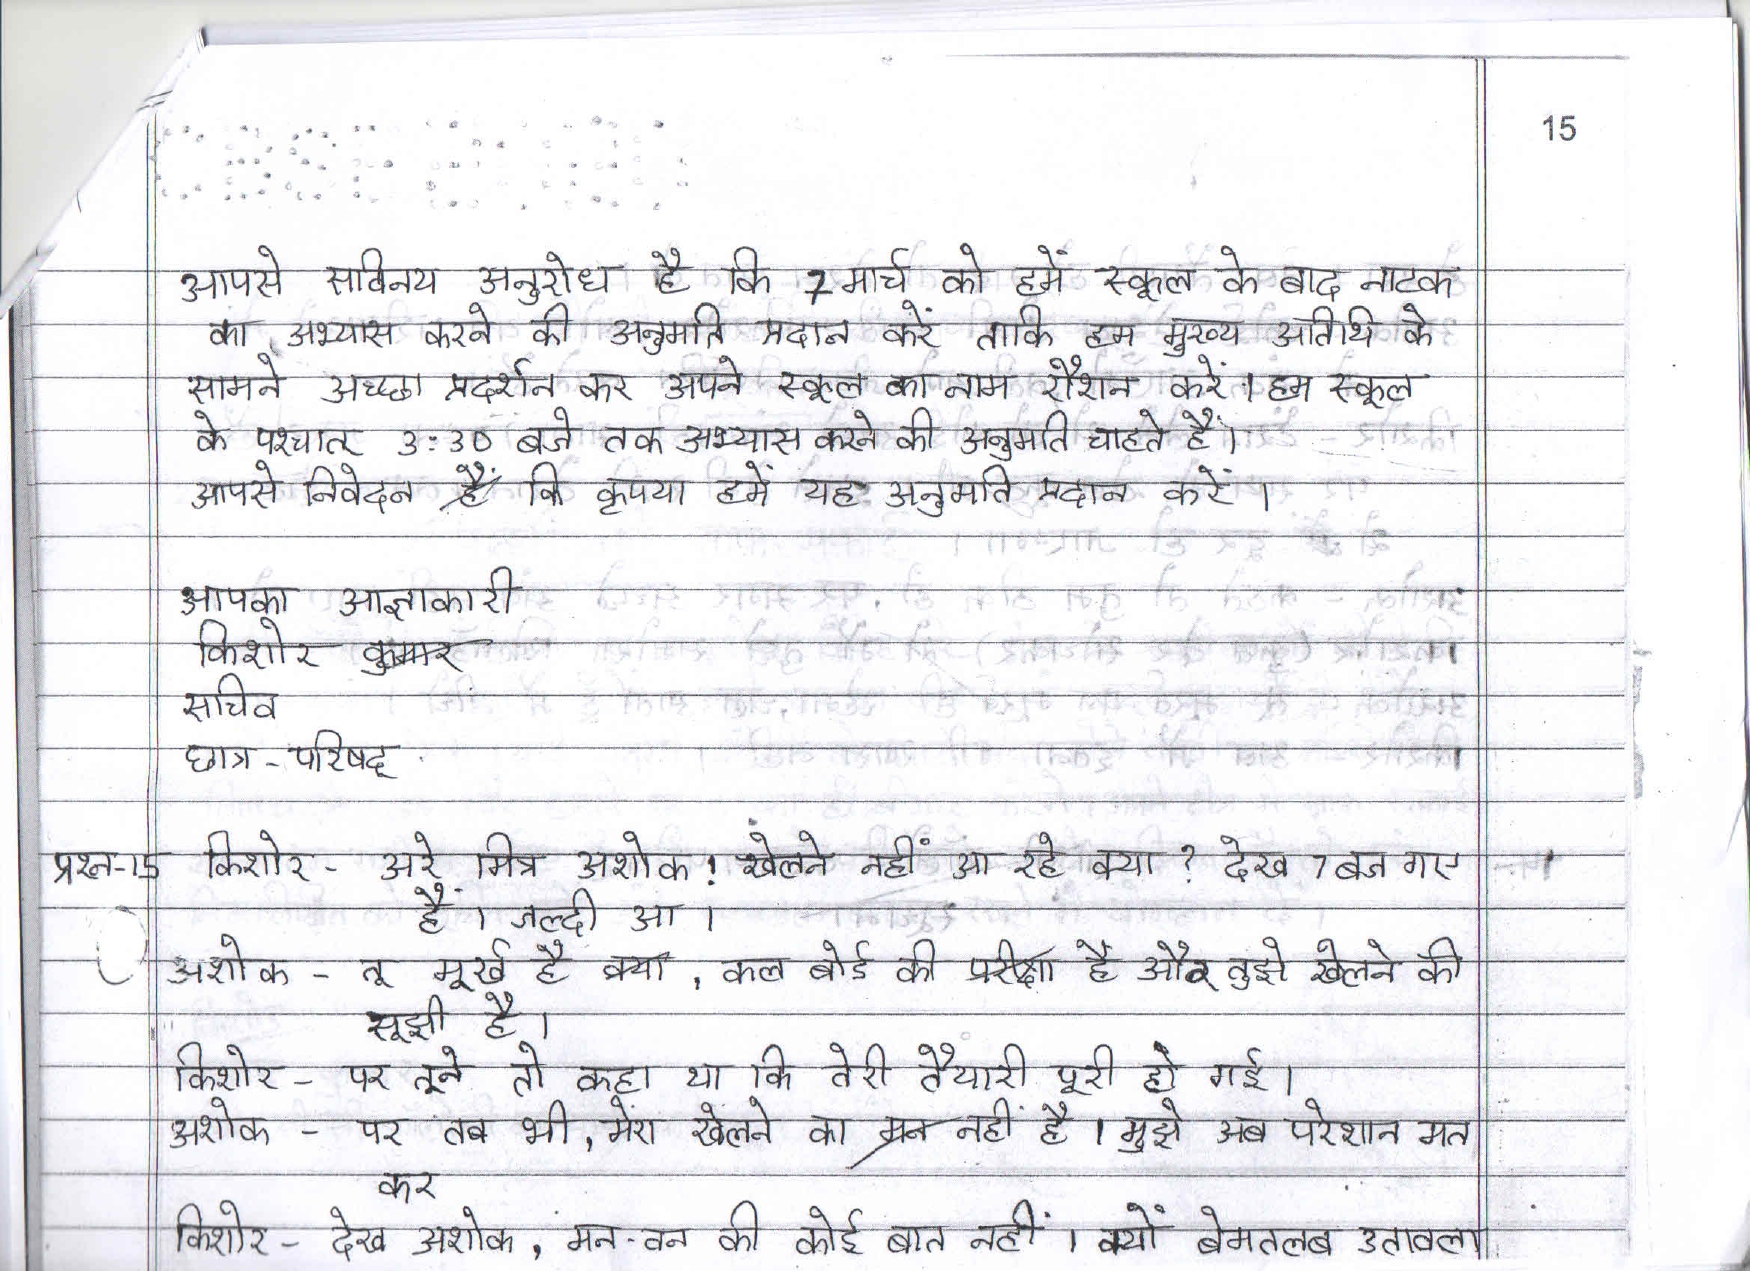 15
आपसे सविनय अनुरोध है कि 7 मार्च को हमें स्कूल के बाद नाटक
का अभ्यास करने की अनुमति प्रदान करें ताकि हम मुख्य अतिथि के
सामने अच्छा प्रदर्शन कर अपने स्कूल का नाम रौशन करें। हम स्कूल
के पश्चात् 3:30 बजे तक अभ्यास करने की अनुमति चाहते हैं।
आपसे निवेदन है कि कृपया हमें यह अनुमति प्रदान करें।
आपका आज्ञाकारी
किशोर कुमार
सचिव
छात्र-परिषद्
प्रश्न-15 किशोर - अरे मित्र अशोक! खेलने नहीं आ रहे क्या? देख 7 बज गए
हैं। जल्दी आ।
अशोक - तू मूर्ख है क्या, कल बोर्ड की परीक्षा है और तुझे खेलने की
सूझी है।
किशोर - पर तूने तो कहा था कि तेरी तैयारी पूरी हो गई।
अशोक - पर तब भी, मेरा खेलने का मन नहीं है। मुझे अब परेशान मत
कर
किशोर - देख अशोक, मन-वन की कोई बात नहीं। क्यों बेमतलब उतावला